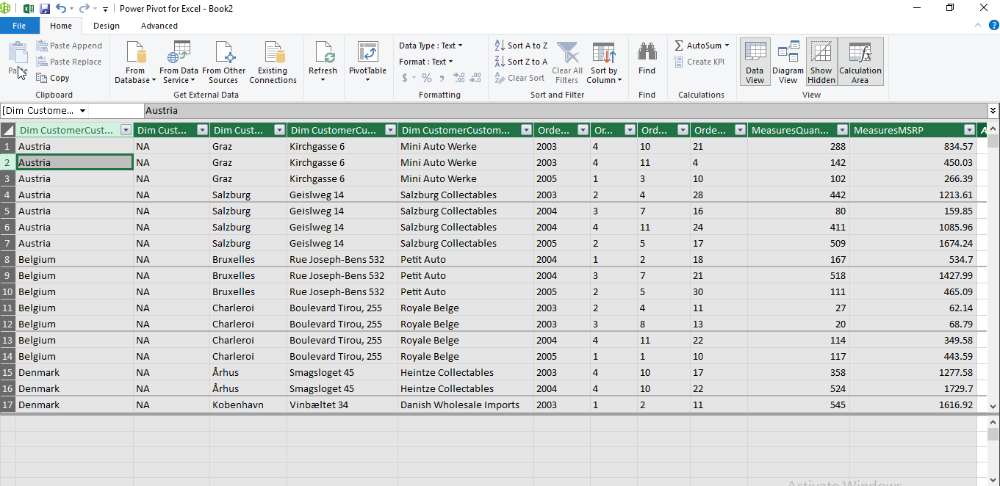 Power Pivot for Excel - Book2
File Home Design Advanced
Paste Append
Paste Replace
Copy
Clipboard
From Database
From Data Service
From Other Sources
Existing Connections
Get External Data
Refresh
PivotTable
Data Type : Text
Format : Text
$ % ,
Formatting
Sort A to Z
Sort Z to A
Clear Sort
Clear All Filters
Sort by Column
Sort and Filter
Find
Find
AutoSum
Create KPI
Calculations
Data View
Diagram View
Show Hidden
Calculation Area
View
[Dim Custome... Austria
Dim CustomerCust... Dim Cust... Dim Cust... Dim CustomerCu... Dim CustomerCustom... Orde... Or... Ord... Orde... MeasuresQuan... MeasuresMSRP
1 Austria NA Graz Kirchgasse 6 Mini Auto Werke 2003 4 10 21 288 834.57
2 Austria NA Graz Kirchgasse 6 Mini Auto Werke 2003 4 11 4 142 450.03
3 Austria NA Graz Kirchgasse 6 Mini Auto Werke 2005 1 3 10 102 266.39
4 Austria NA Salzburg Geislweg 14 Salzburg Collectables 2003 2 4 28 442 1213.61
5 Austria NA Salzburg Geislweg 14 Salzburg Collectables 2004 3 7 16 80 159.85
6 Austria NA Salzburg Geislweg 14 Salzburg Collectables 2004 4 11 24 411 1085.96
7 Austria NA Salzburg Geislweg 14 Salzburg Collectables 2005 2 5 17 509 1674.24
8 Belgium NA Bruxelles Rue Joseph-Bens 532 Petit Auto 2004 1 2 18 167 534.7
9 Belgium NA Bruxelles Rue Joseph-Bens 532 Petit Auto 2004 3 7 21 518 1427.99
10 Belgium NA Bruxelles Rue Joseph-Bens 532 Petit Auto 2005 2 5 30 111 465.09
11 Belgium NA Charleroi Boulevard Tirou, 255 Royale Belge 2003 2 4 11 27 62.14
12 Belgium NA Charleroi Boulevard Tirou, 255 Royale Belge 2003 3 8 13 20 68.79
13 Belgium NA Charleroi Boulevard Tirou, 255 Royale Belge 2004 4 11 22 114 349.58
14 Belgium NA Charleroi Boulevard Tirou, 255 Royale Belge 2005 1 1 10 117 443.59
15 Denmark NA Århus Smagsloget 45 Heintze Collectables 2003 4 10 17 358 1277.58
16 Denmark NA Århus Smagsloget 45 Heintze Collectables 2004 4 10 22 524 1729.7
17 Denmark NA Kobenhavn Vinbæltet 34 Danish Wholesale Imports 2003 1 2 11 545 1616.92
Activate Windows